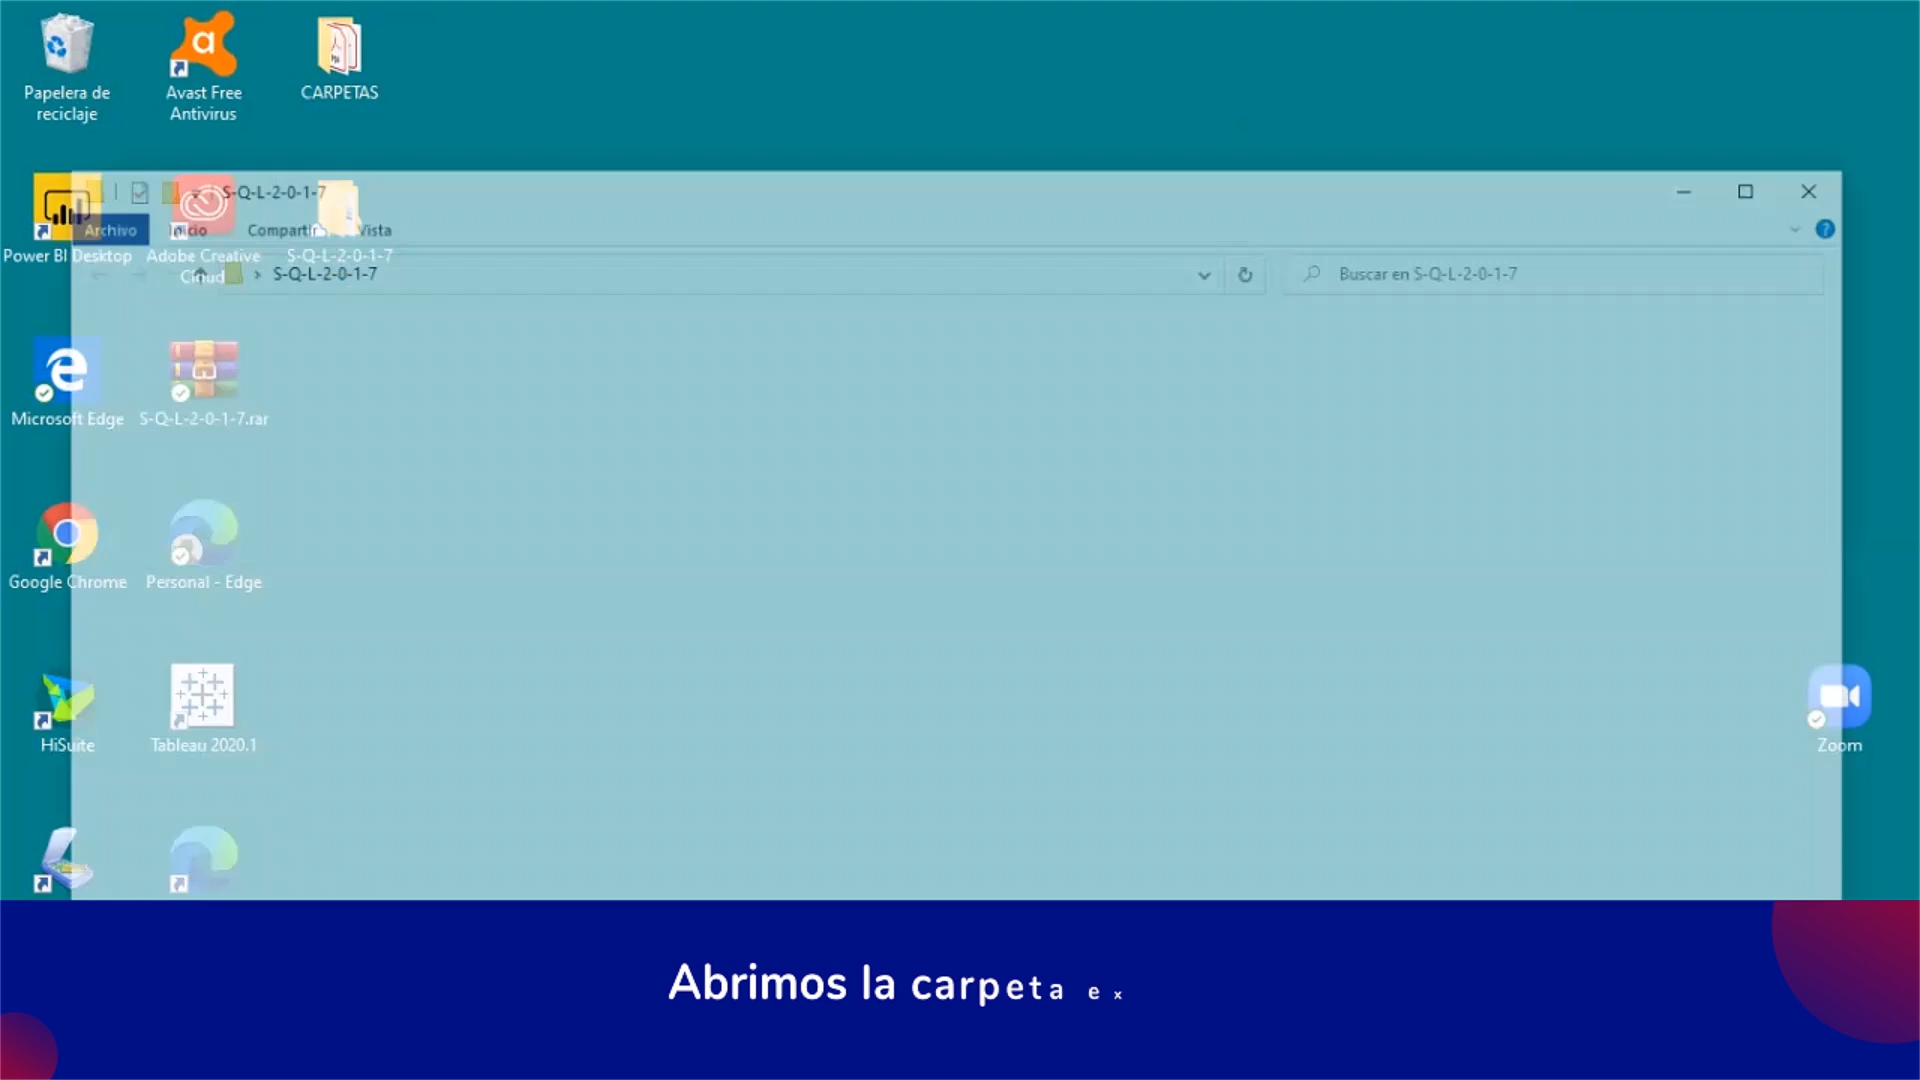 Papelera de
reciclaje
Avast Free
Antivirus
CARPETAS
S-Q-L-2-0-1-7
Archivo
Inicio
Compartir
Vista
Power BI Desktop
Adobe Creative
Cloud
S-Q-L-2-0-1-7
S-Q-L-2-0-1-7
Buscar en S-Q-L-2-0-1-7
Microsoft Edge
S-Q-L-2-0-1-7.rar
Google Chrome
Personal - Edge
HiSuite
Tableau 2020.1
Zoom
Abrimos la carpeta ex